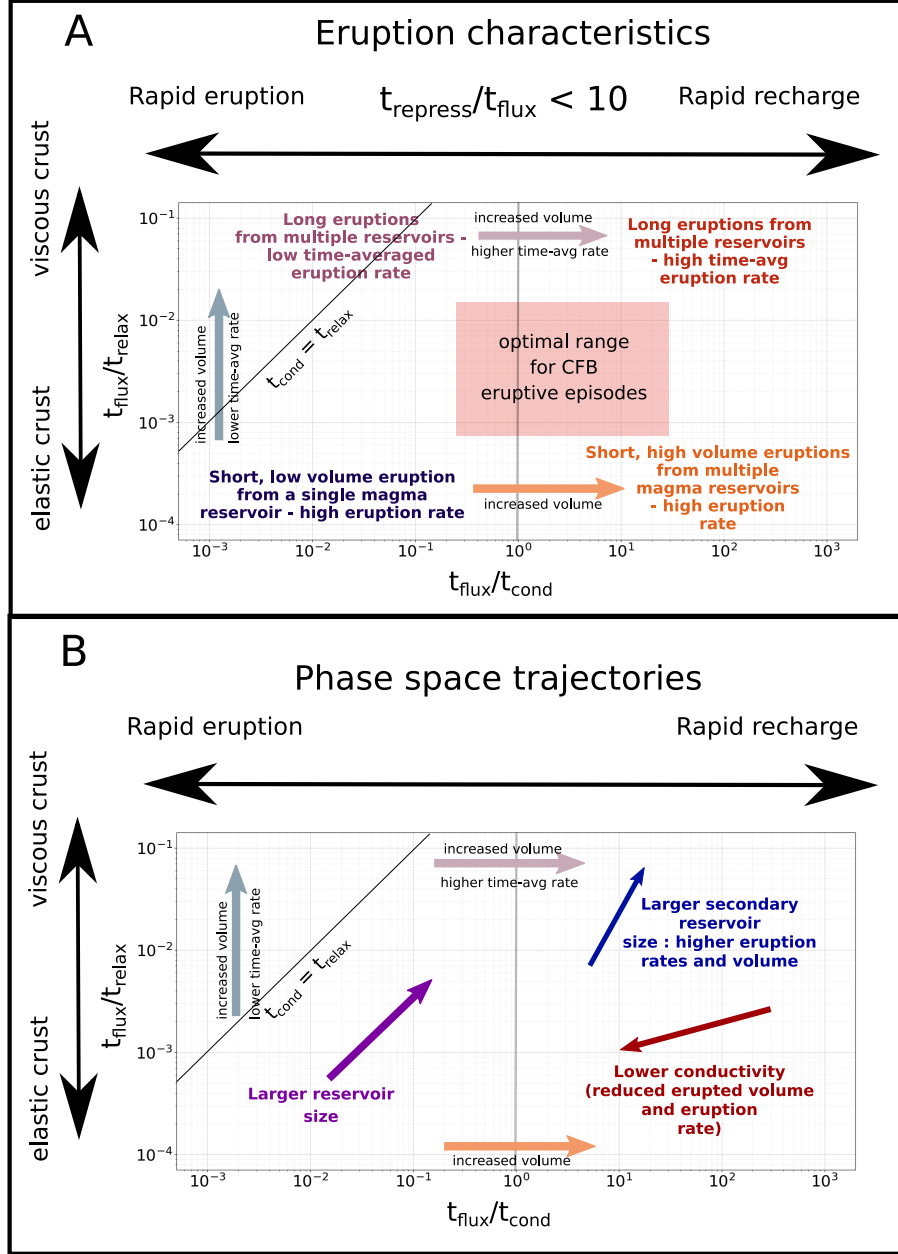 A
Eruption characteristics
Rapid eruption
t_repress/t_flux < 10
Rapid recharge
viscous crust
elastic crust
t_flux/t_relax
10^-1
10^-2
10^-3
10^-4
Long eruptions
from multiple reservoirs -
low time-averaged
eruption rate
increased volume
higher time-avg rate
Long eruptions from
multiple reservoirs
- high time-avg
eruption rate
increased volume
lower time-avg rate
t_cond = t_relax
optimal range
for CFB
eruptive episodes
Short, low volume eruption
from a single magma
reservoir - high eruption rate
increased volume
Short, high volume eruptions
from multiple
magma reservoirs
- high eruption
rate
10^-3 10^-2 10^-1 10^0 10^1 10^2 10^3
t_flux/t_cond
B
Phase space trajectories
Rapid eruption
Rapid recharge
viscous crust
elastic crust
t_flux/t_relax
10^-1
10^-2
10^-3
10^-4
increased volume
lower time-avg rate
t_cond = t_relax
increased volume
higher time-avg rate
Larger secondary
reservoir
size : higher eruption
rates and volume
Larger reservoir
size
Lower conductivity
(reduced erupted volume
and eruption
rate)
increased volume
10^-3 10^-2 10^-1 10^0 10^1 10^2 10^3
t_flux/t_cond